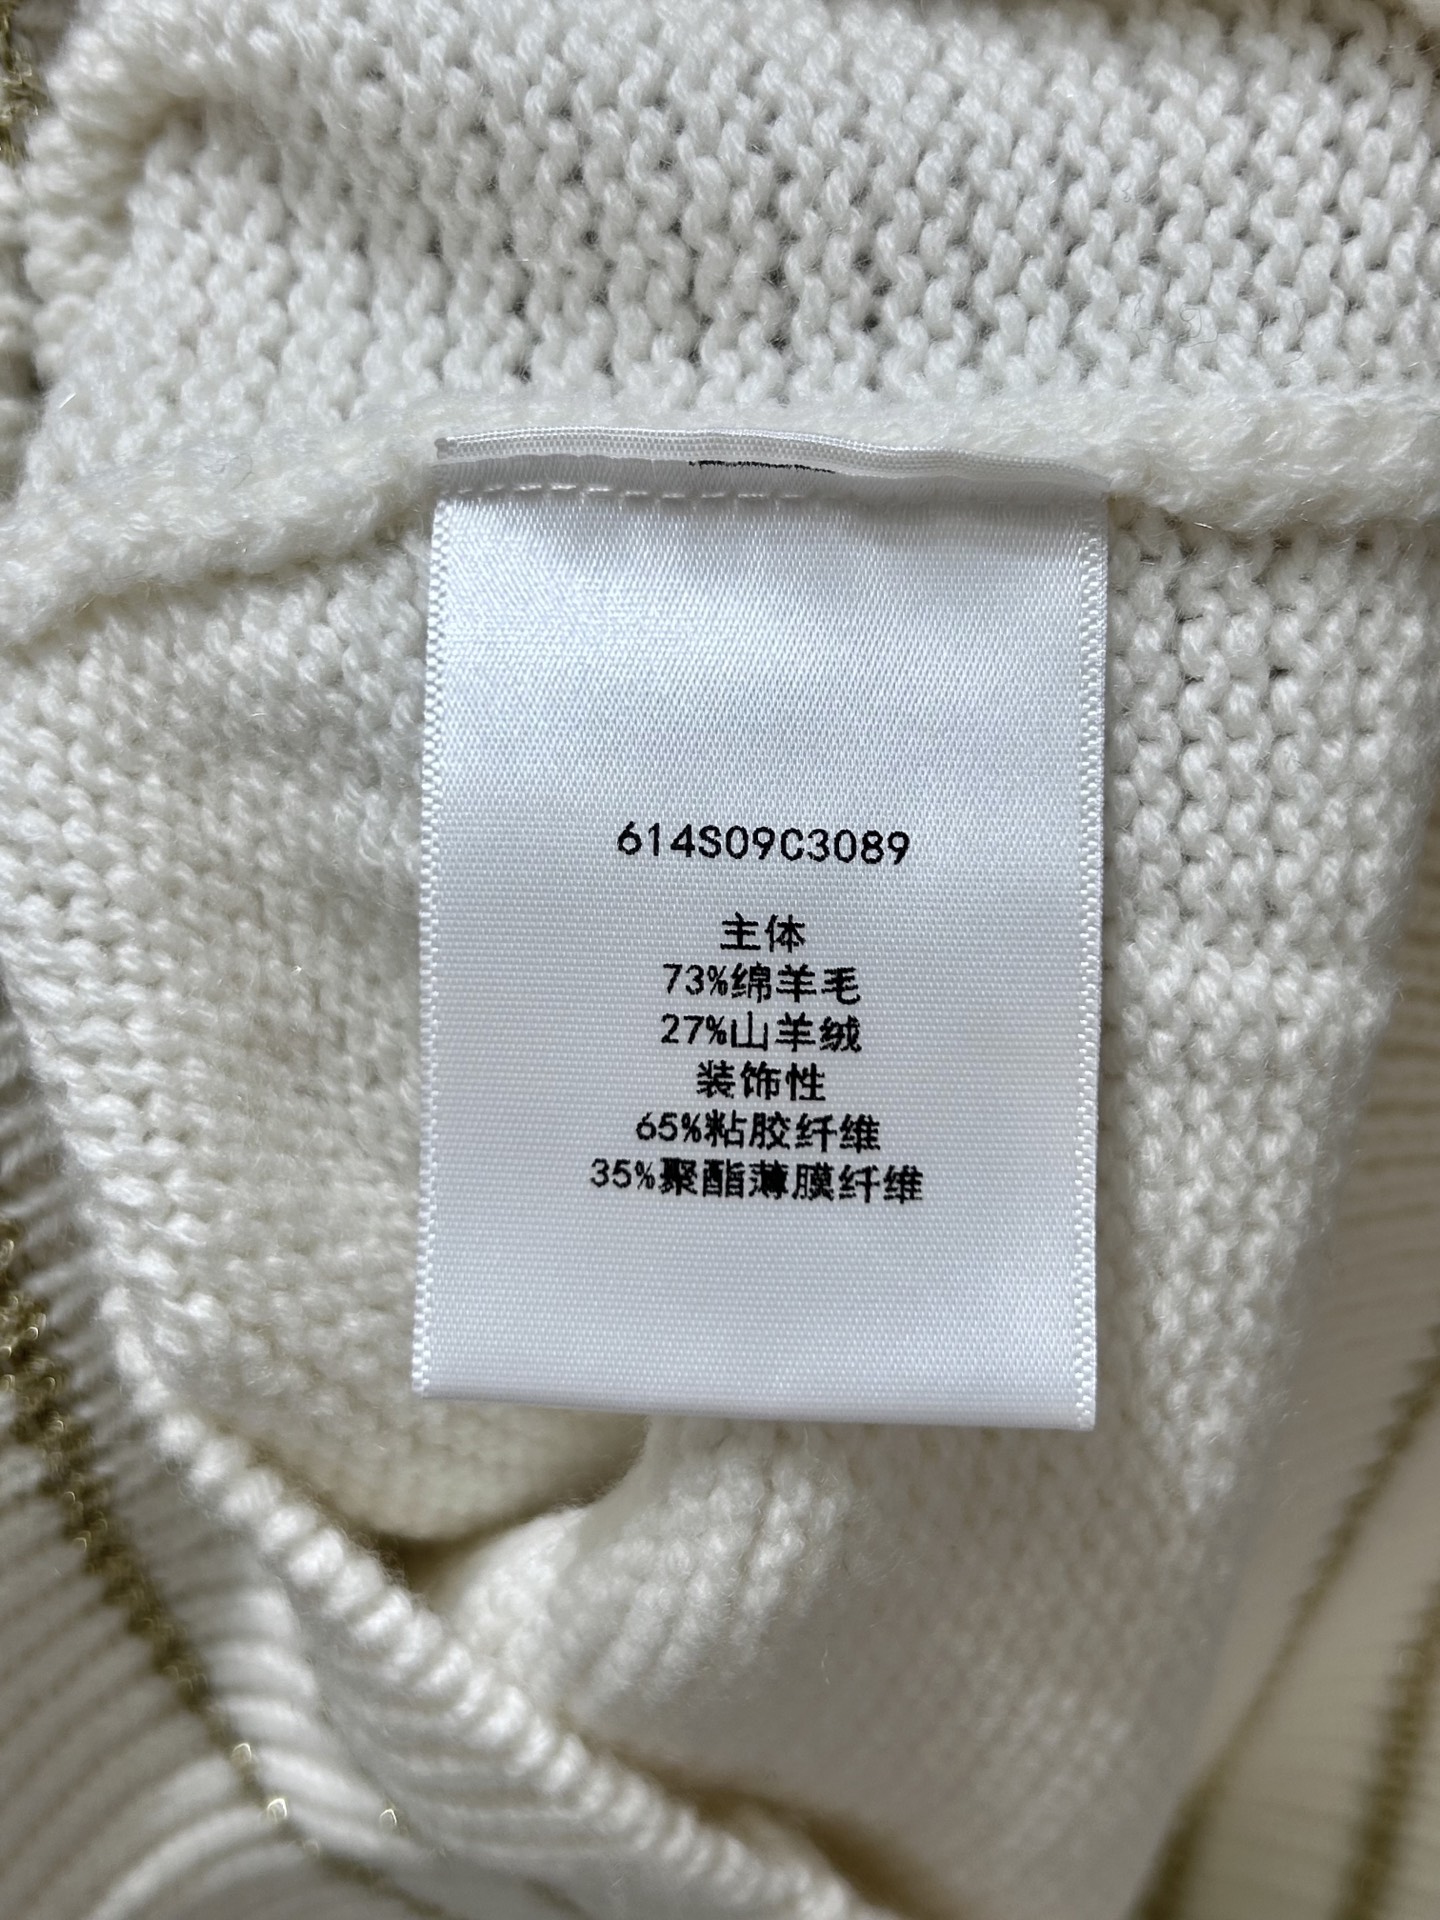 614S09C3089
主体
73%绵羊毛
27%山羊绒
装饰性
65%粘胶纤维
35%聚酯薄膜纤维